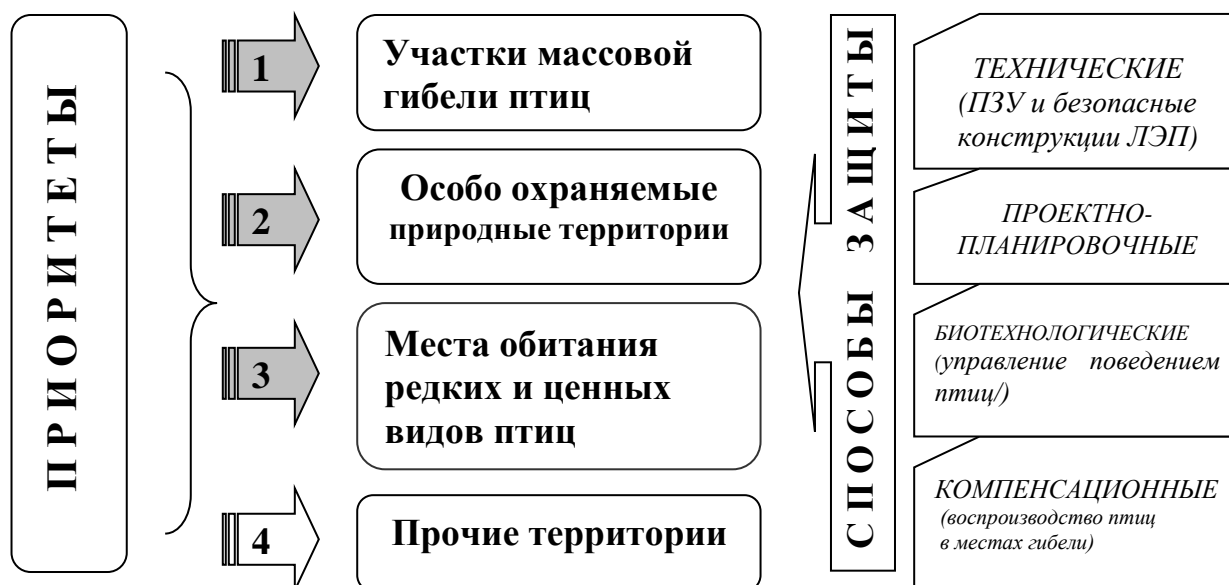 ПРИОРИТЕТЫ
1
Участки массовой
гибели птиц
2
Особо охраняемые
природные территории
3
Места обитания
редких и ценных
видов птиц
4
Прочие территории
СПОСОБЫ ЗАЩИТЫ
ТЕХНИЧЕСКИЕ
(ПЗУ и безопасные
конструкции ЛЭП)
ПРОЕКТНО-
ПЛАНИРОВОЧНЫЕ
БИОТЕХНОЛОГИЧЕСКИЕ
(управление поведением
птиц/)
КОМПЕНСАЦИОННЫЕ
(воспроизводство птиц
в местах гибели)